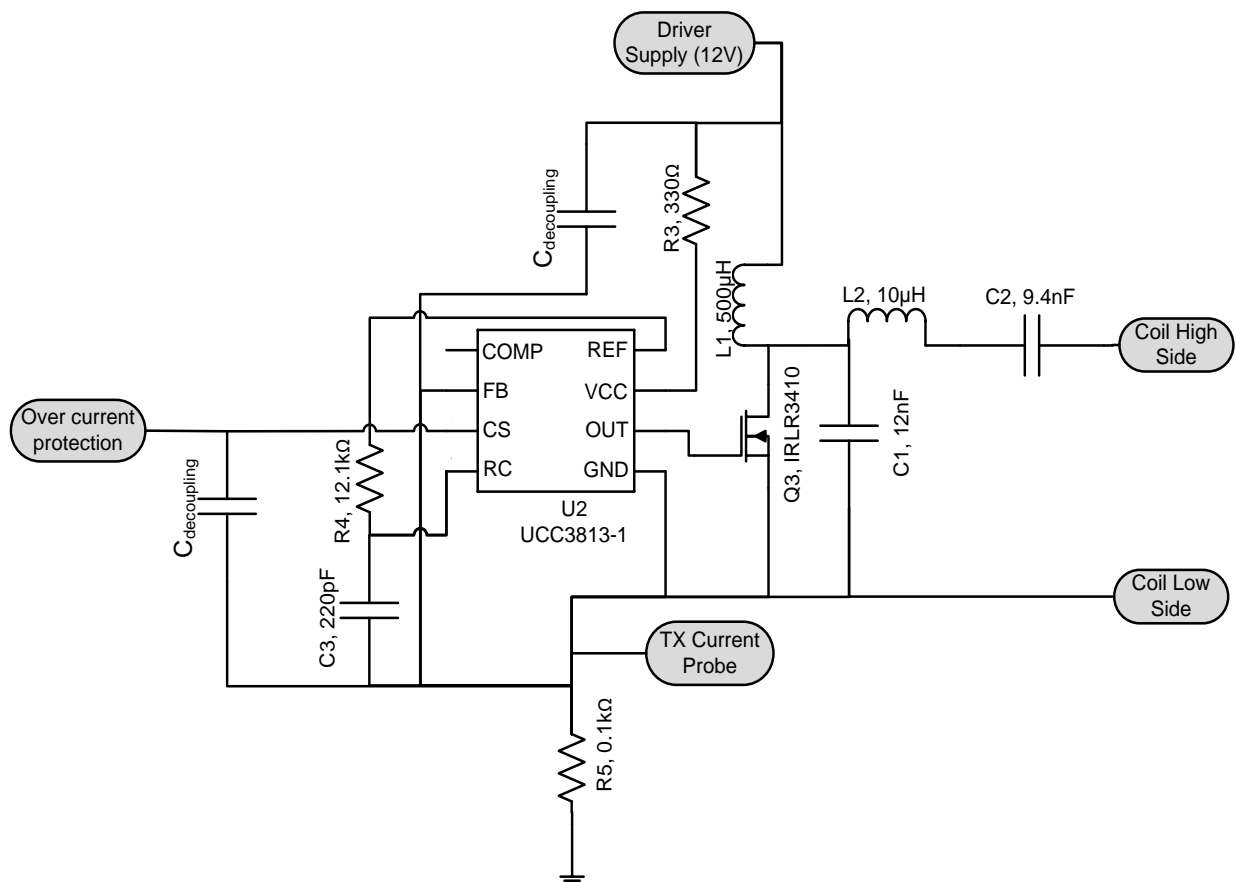 Driver
Supply (12V)
Cdecoupling
R3, 330Ω
L1, 500µH
L2, 10µH
C2, 9.4nF
Coil High
Side
COMP
REF
FB
VCC
CS
OUT
RC
GND
U2
UCC3813-1
Over current
protection
Cdecoupling
R4, 12.1kΩ
Q3, IRLR3410
C1, 12nF
C3, 220pF
Coil Low
Side
TX Current
Probe
R5, 0.1kΩ